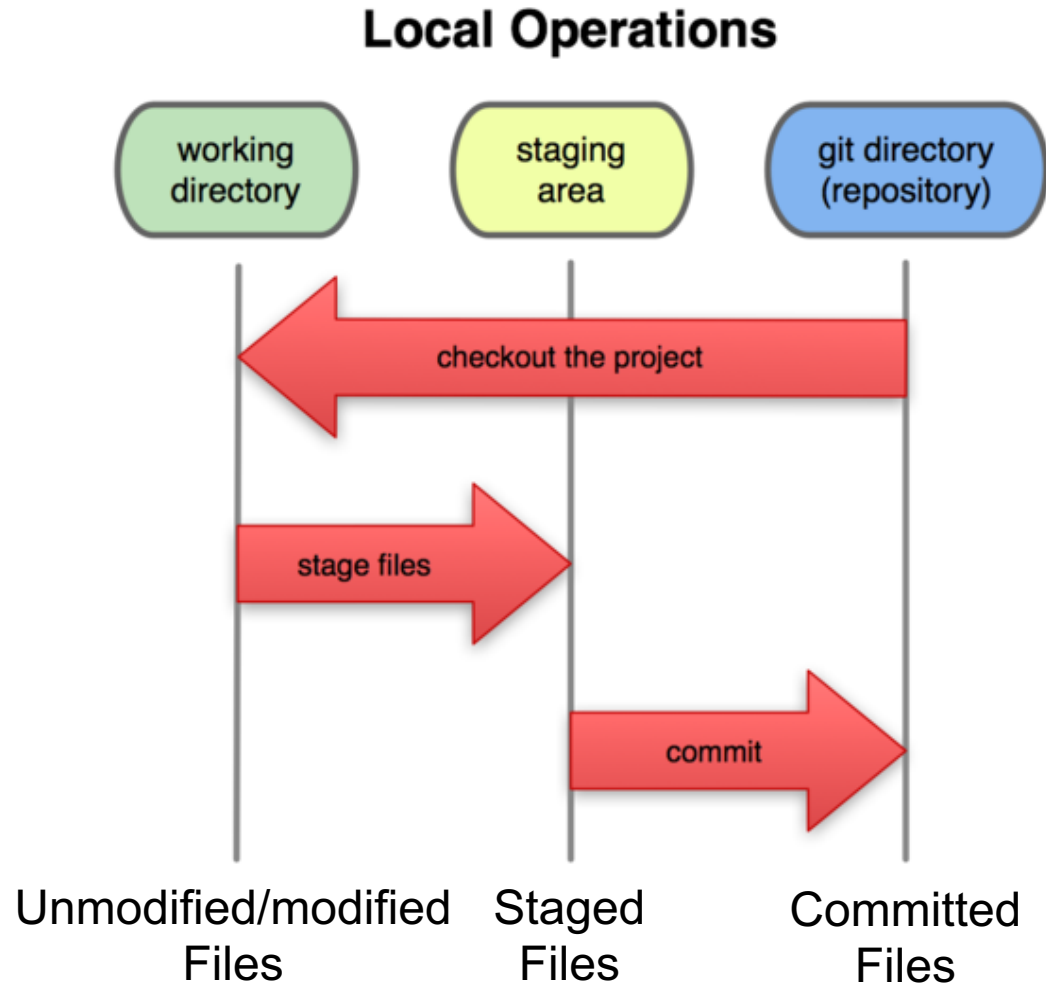 Local Operations
working
directory
staging
area
git directory
(repository)
checkout the project
stage files
commit
Unmodified/modified
Files
Staged
Files
Committed
Files